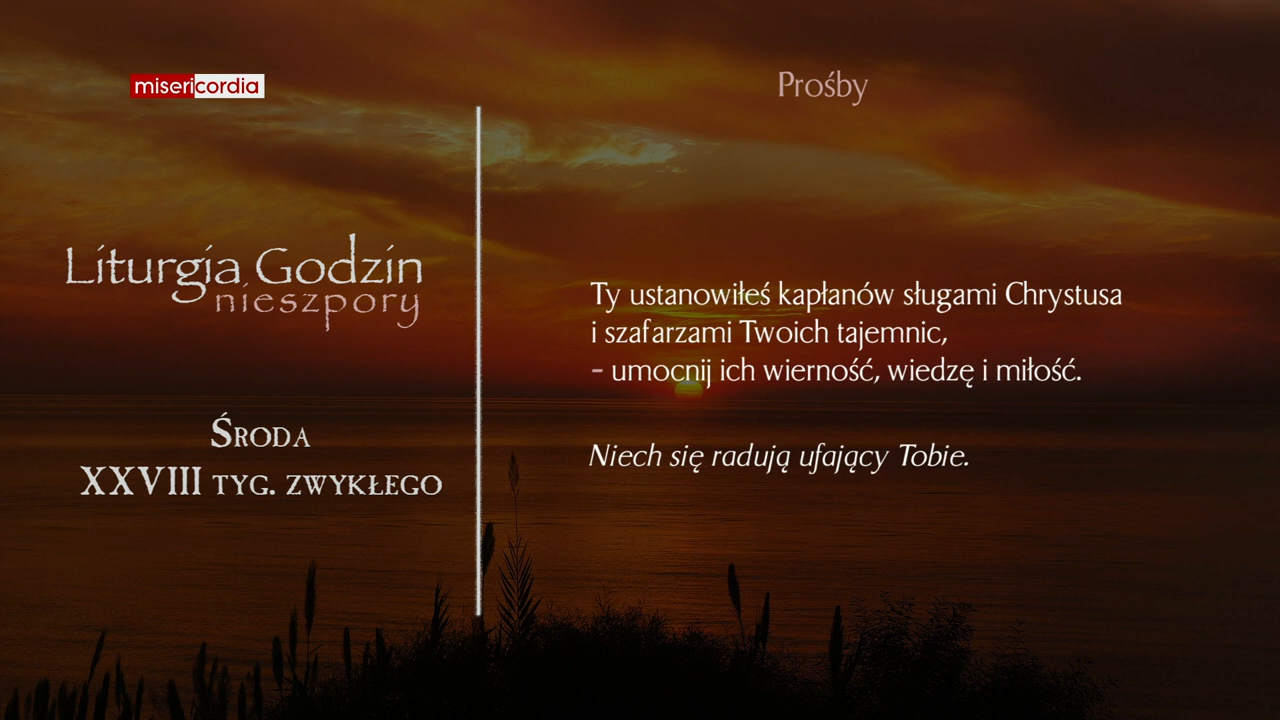 misericordia
Liturgia Godzin
nieszpory
Środa
XXVIII tyg. zwykłego
Prośby
Ty ustanowiłeś kapłanów sługami Chrystusa
i szafarzami Twoich tajemnic,
- umocnij ich wierność, wiedzę i miłość.
Niech się radują ufający Tobie.